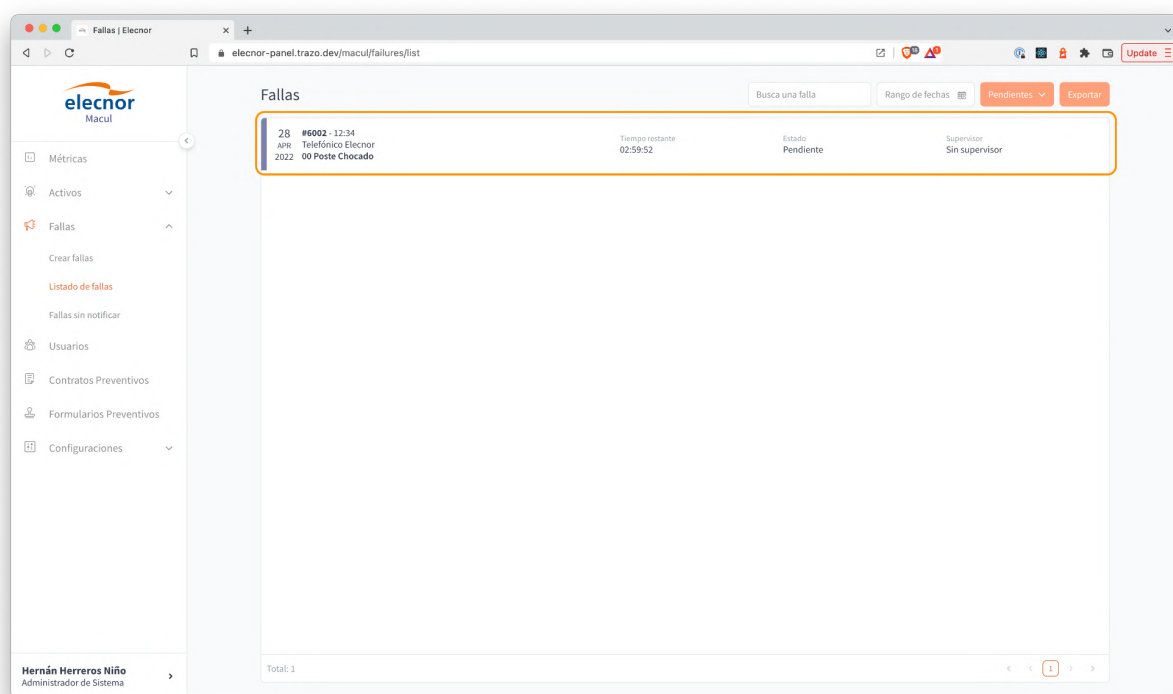 Fallas | Elecnor
elecnor-panel.trazo.dev/macul/failures/list
Update
elecnor
Macul
Métricas
Activos
Fallas
Crear fallas
Listado de fallas
Fallas sin notificar
Usuarios
Contratos Preventivos
Formularios Preventivos
Configuraciones
Hernán Herreros Niño
Administrador de Sistema
Fallas
Busca una falla
Rango de fechas
Pendientes
Exportar
28
APR
2022
#6002 - 12:34
Telefónico Elecnor
00 Poste Chocado
Tiempo restante
02:59:52
Estado
Pendiente
Supervisor
Sin supervisor
Total: 1
1